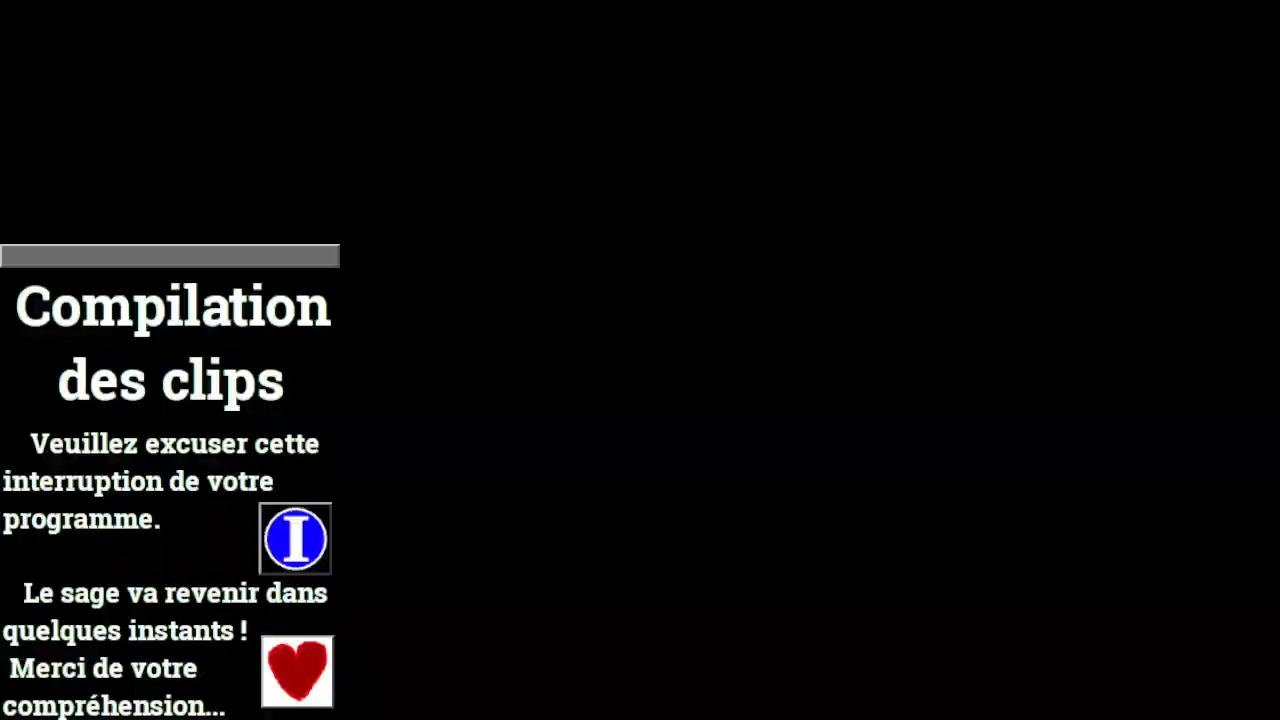 Compilation
des clips
Veuillez excuser cette
interruption de votre
programme.
I
Le sage va revenir dans
quelques instants !
Merci de votre
compréhension...